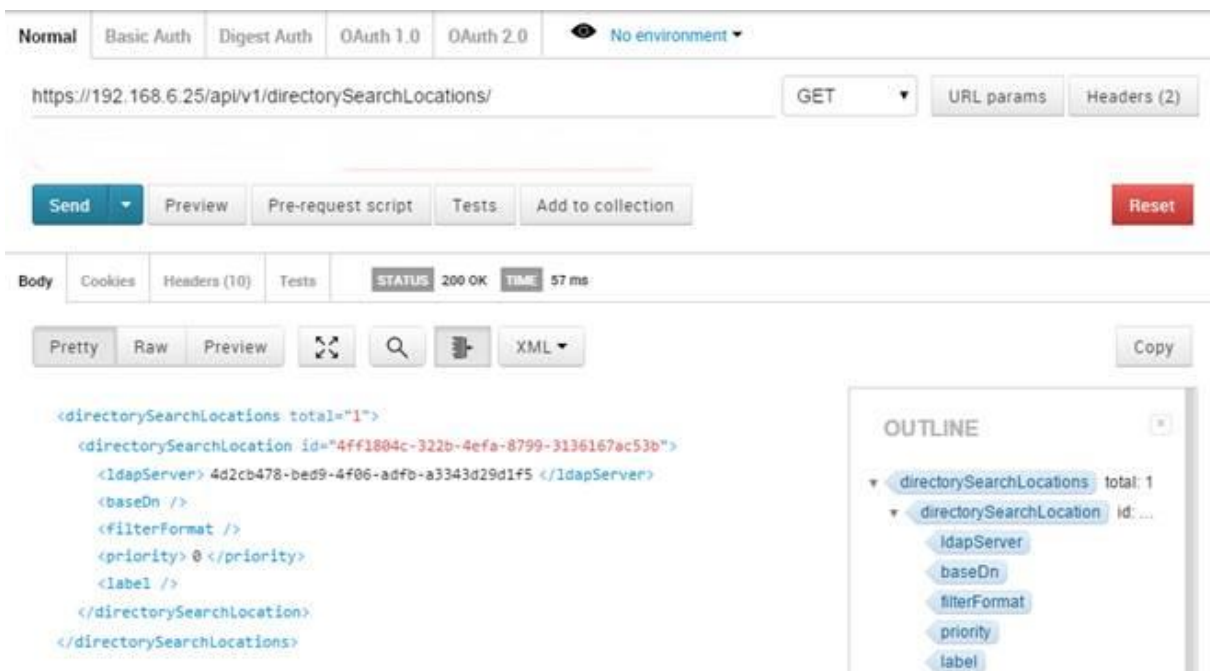 Normal Basic Auth Digest Auth OAuth 1.0 OAuth 2.0 No environment
https://192.168.6.25/api/v1/directorySearchLocations/ GET URL params Headers (2)
Send Preview Pre-request script Tests Add to collection Reset
Body Cookies Headers (10) Tests STATUS 200 OK TIME 57 ms
Pretty Raw Preview XML Copy
<directorySearchLocations total="1">
<directorySearchLocation id="4ff1804c-322b-4efa-8799-3136167ac53b">
<ldapServer> 4d2cb478-bed9-4f06-adfb-a3343d29d1f5 </ldapServer>
<baseDn />
<filterFormat />
<priority> 0 </priority>
<label />
</directorySearchLocation>
</directorySearchLocations>
OUTLINE
directorySearchLocations total: 1
directorySearchLocation id: ...
ldapServer
baseDn
filterFormat
priority
label